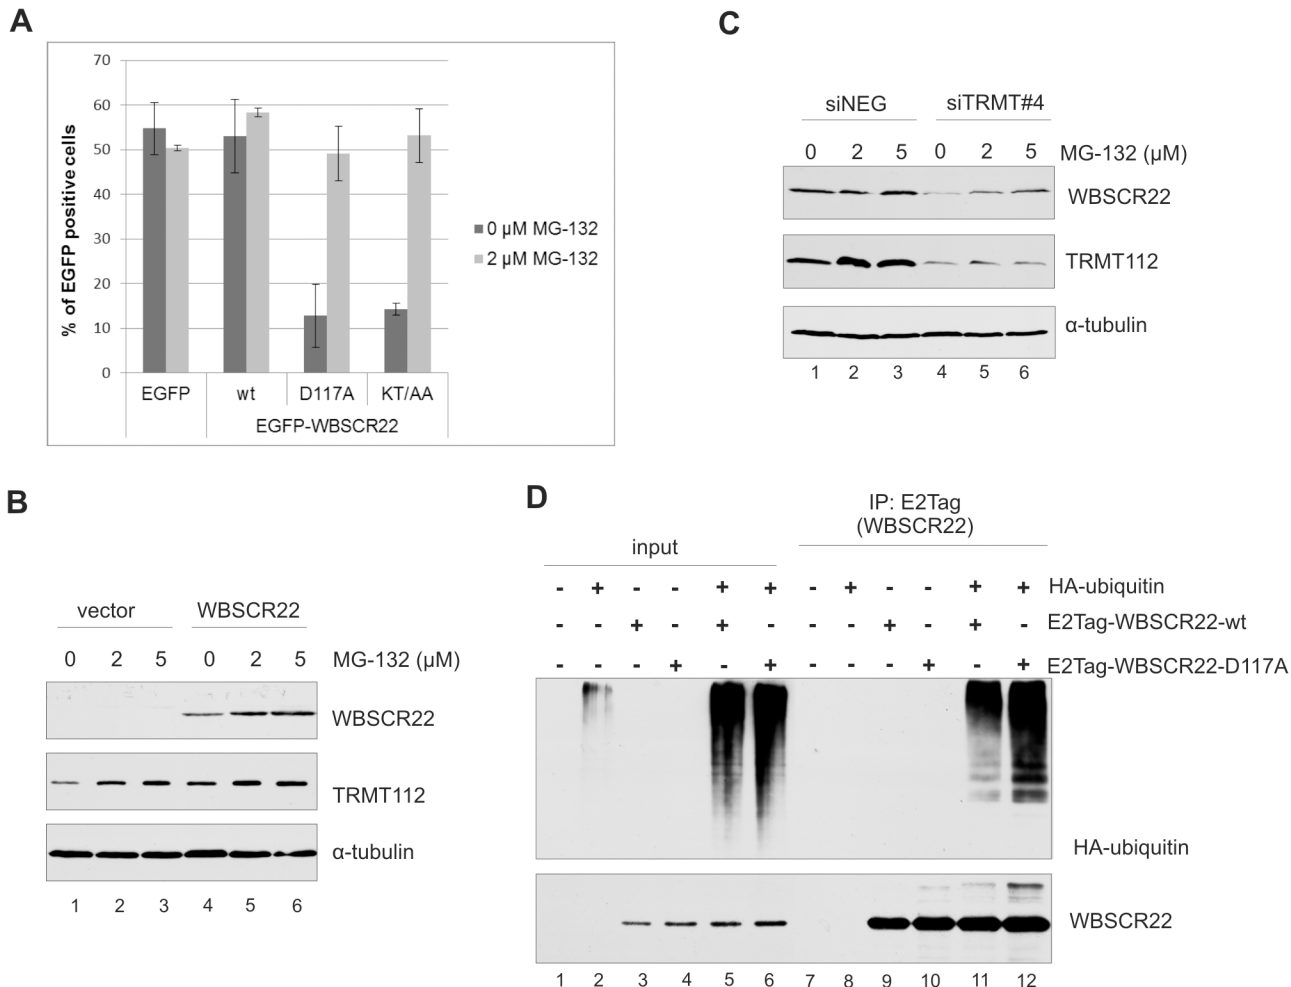 A
70
60
50
40
30
20
10
0
% of EGFP positive cells
EGFP wt D117A KT/AA
EGFP-WBSCR22
0 µM MG-132
2 µM MG-132
B
vector WBSCR22
0 2 5 0 2 5 MG-132 (µM)
WBSCR22
TRMT112
α-tubulin
1 2 3 4 5 6
C
siNEG siTRMT#4
0 2 5 0 2 5 MG-132 (µM)
WBSCR22
TRMT112
α-tubulin
1 2 3 4 5 6
D
IP: E2Tag
(WBSCR22)
input
- + - - + + - + - - + + HA-ubiquitin
- - + - + - - - + - + - E2Tag-WBSCR22-wt
- - - + - + - - - + - + E2Tag-WBSCR22-D117A
HA-ubiquitin
WBSCR22
1 2 3 4 5 6 7 8 9 10 11 12